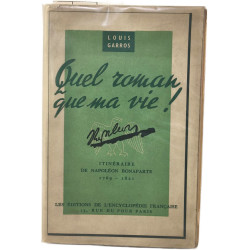 LOUIS
GARROS
Quel roman
que ma vie!
ITINÉRAIRE
DE NAPOLÉON BONAPARTE
1769 - 1821
LES ÉDITIONS DE L'ENCYCLOPÉDIE FRANÇAISE
RUE DU FOUR PARIS